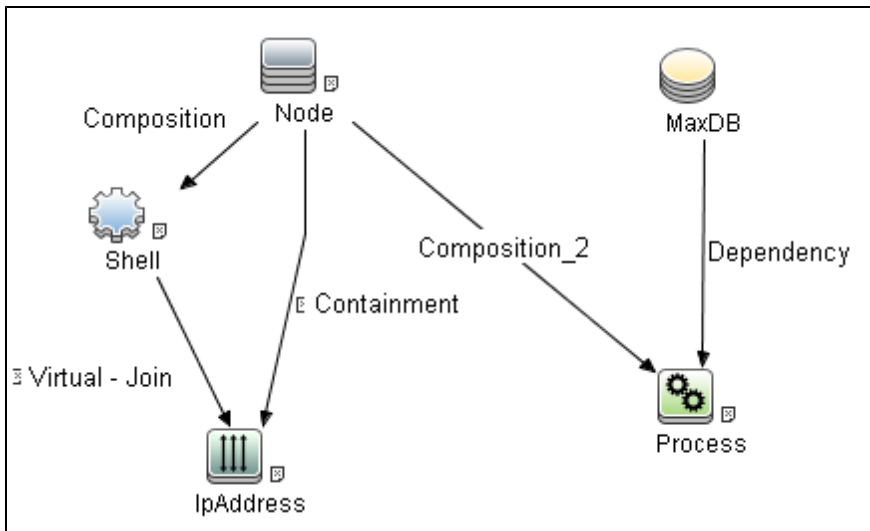 Node
MaxDB
Composition
Shell
Composition_2
Dependency
Containment
Virtual - Join
Process
IpAddress